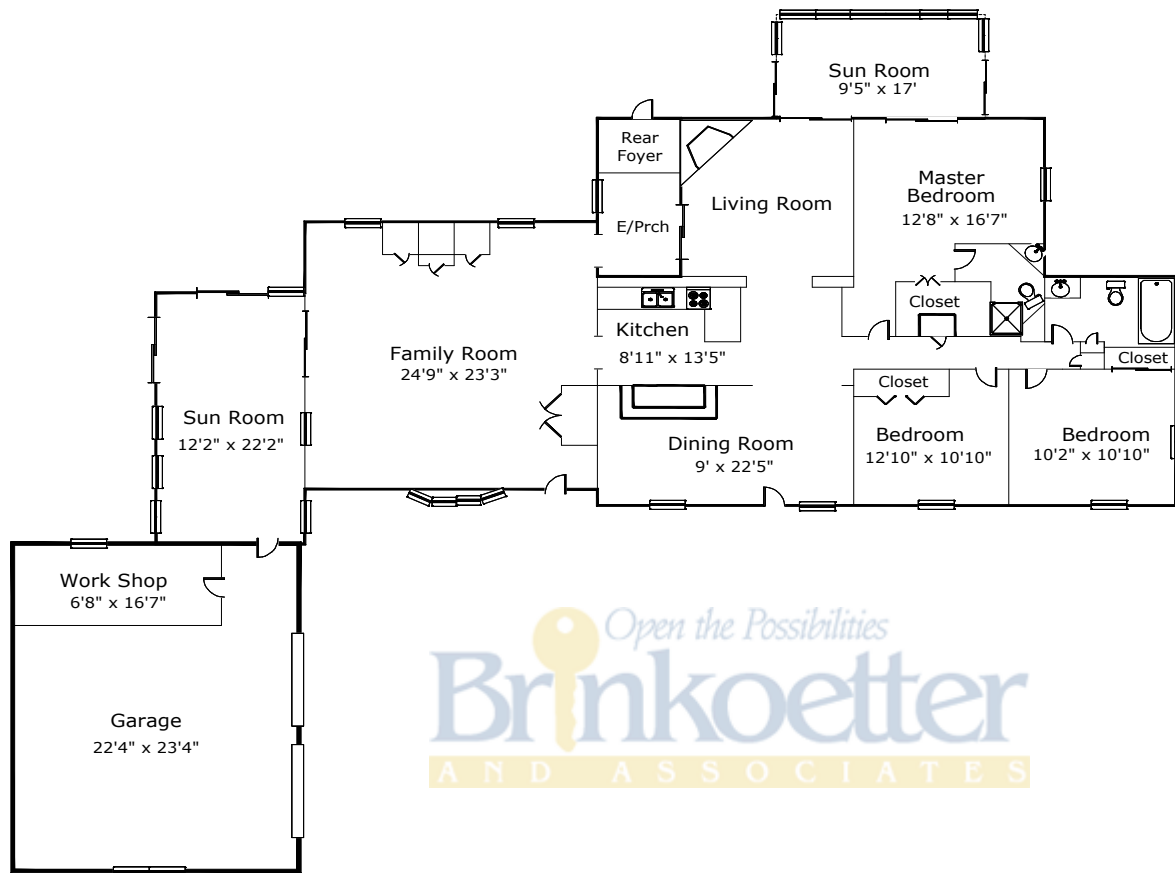 Sun Room
9'5" x 17'
Rear
Foyer
E/Prch
Living Room
Master
Bedroom
12'8" x 16'7"
Closet
Kitchen
8'11" x 13'5"
Family Room
24'9" x 23'3"
Sun Room
12'2" x 22'2"
Closet
Closet
Dining Room
9' x 22'5"
Bedroom
12'10" x 10'10"
Bedroom
10'2" x 10'10"
Work Shop
6'8" x 16'7"
Garage
22'4" x 23'4"
Open the Possibilities
Brinkoetter
AND ASSOCIATES